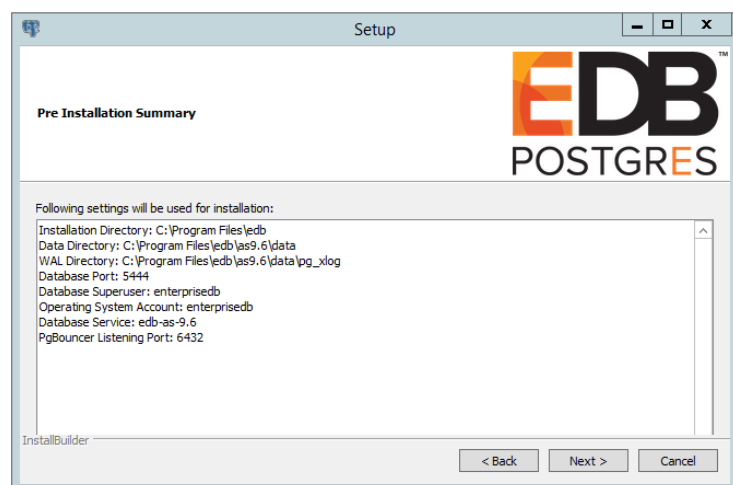 Setup
Pre Installation Summary
EDB™
POSTGRES
Following settings will be used for installation:
Installation Directory: C:\Program Files\edb
Data Directory: C:\Program Files\edb\as9.6\data
WAL Directory: C:\Program Files\edb\as9.6\data\pg_xlog
Database Port: 5444
Database Superuser: enterprisedb
Operating System Account: enterprisedb
Database Service: edb-as-9.6
PgBouncer Listening Port: 6432
InstallBuilder
< Back Next > Cancel